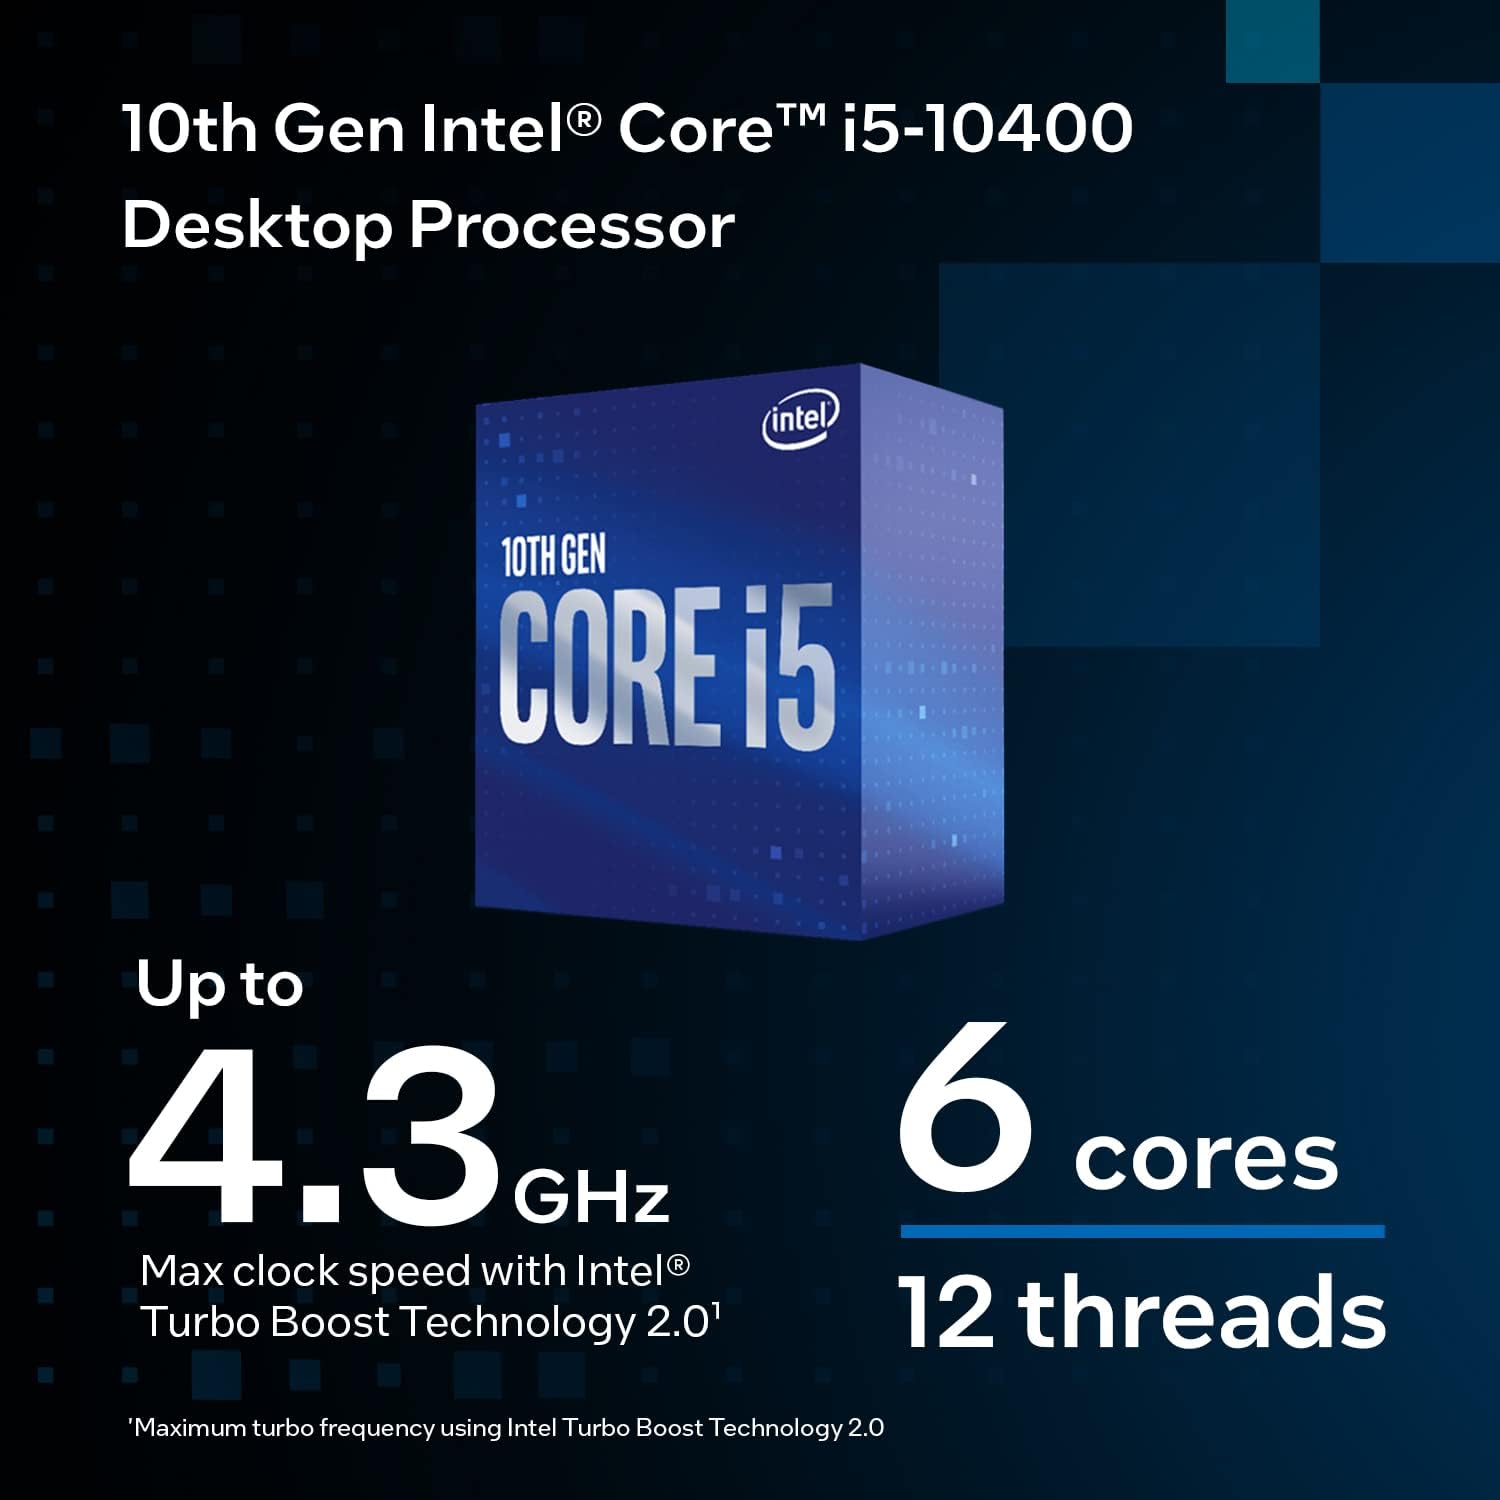 10th Gen Intel® Core™ i5-10400
Desktop Processor
intel
10TH GEN
CORE i5
Up to
4.3 GHz
Max clock speed with Intel®
Turbo Boost Technology 2.0¹
6 cores
12 threads
¹Maximum turbo frequency using Intel Turbo Boost Technology 2.0